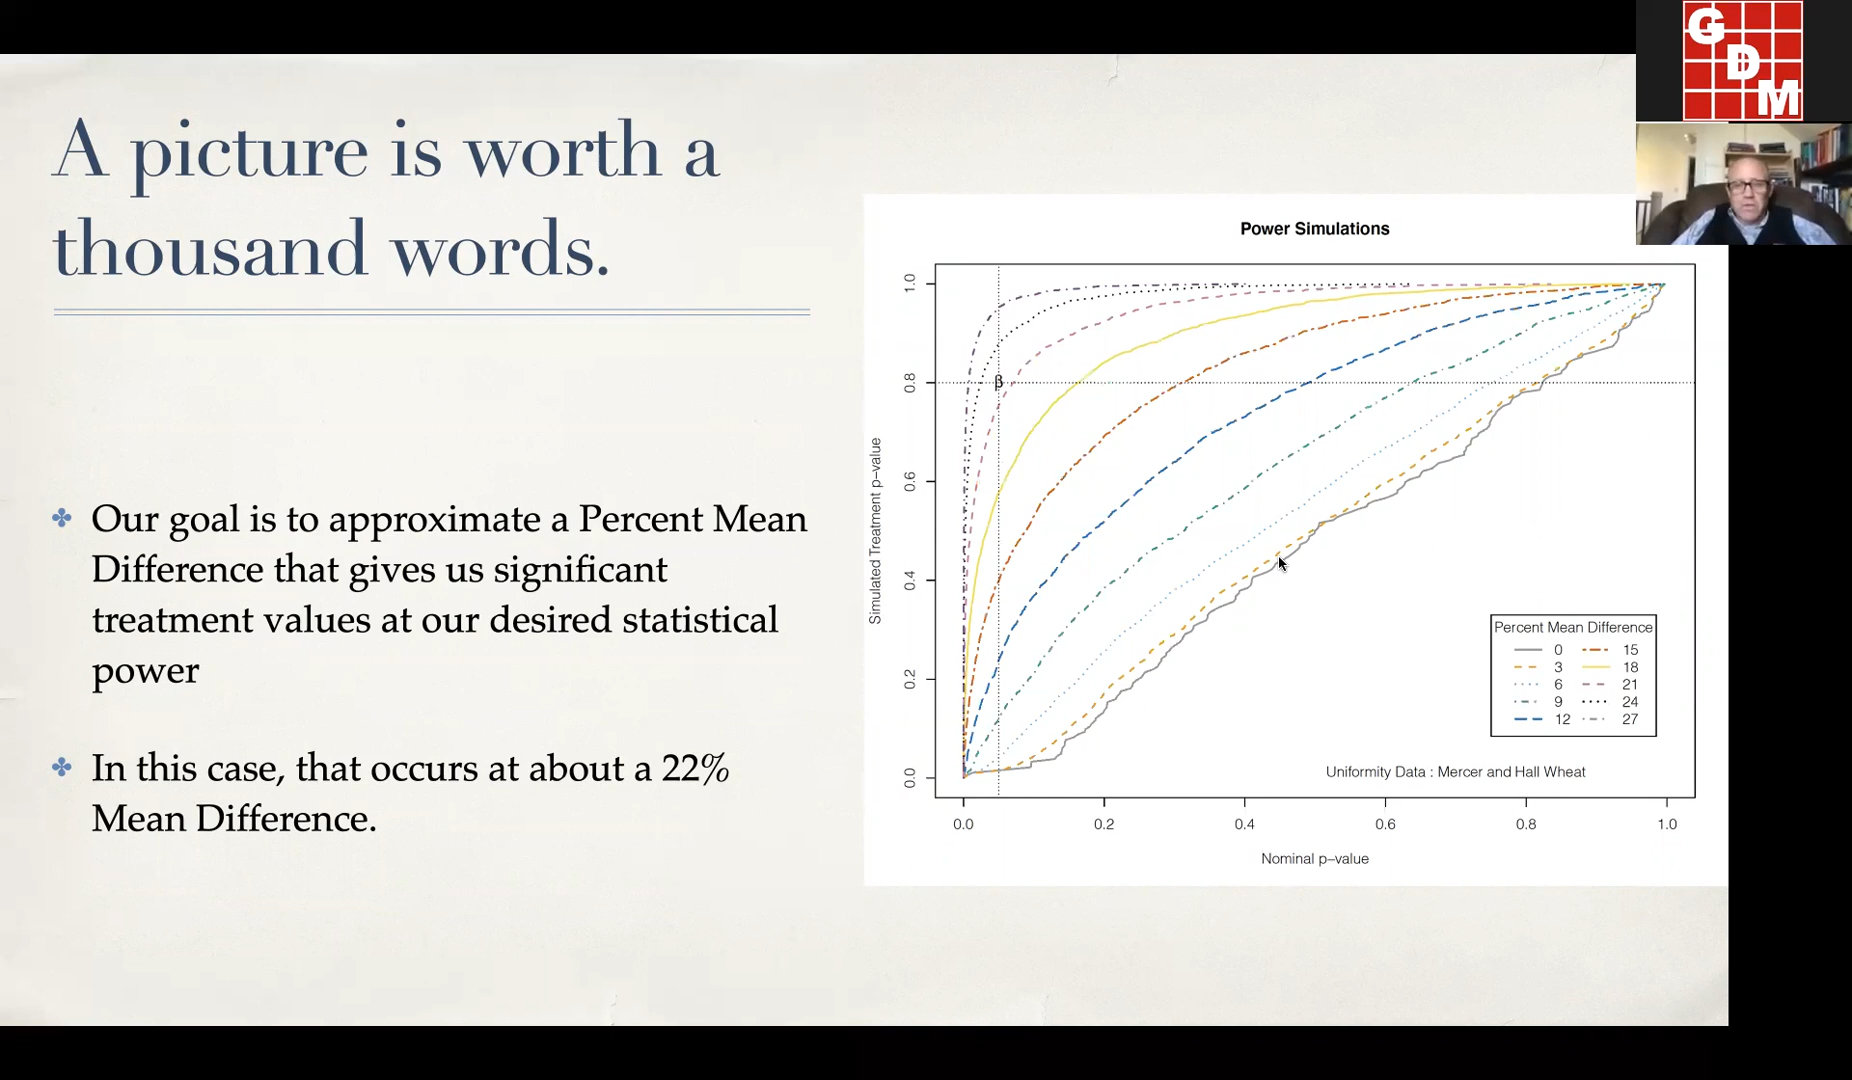 A picture is worth a
thousand words.
✤ Our goal is to approximate a Percent Mean
Difference that gives us significant
treatment values at our desired statistical
power
✤ In this case, that occurs at about a 22%
Mean Difference.
Power Simulations
Simulated Treatment p–value
1.0
0.8
0.6
0.4
0.2
0.0
β
Percent Mean Difference
0 15
3 18
6 21
9 24
12 27
Uniformity Data : Mercer and Hall Wheat
0.0 0.2 0.4 0.6 0.8 1.0
Nominal p–value
G
D
M